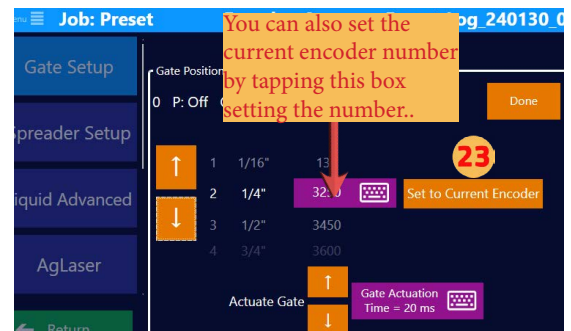 Menu Job: Preset og_240130_0
You can also set the
current encoder number
by tapping this box
setting the number..
Gate Setup
Gate Position
0 P: Off
Done
Spreader Setup
1 1/16"
23
2 1/4" Set to Current Encoder
Liquid Advanced
3 1/2" 3450
4 3/4" 3600
AgLaser
Actuate Gate
Gate Actuation
Time = 20 ms
Return